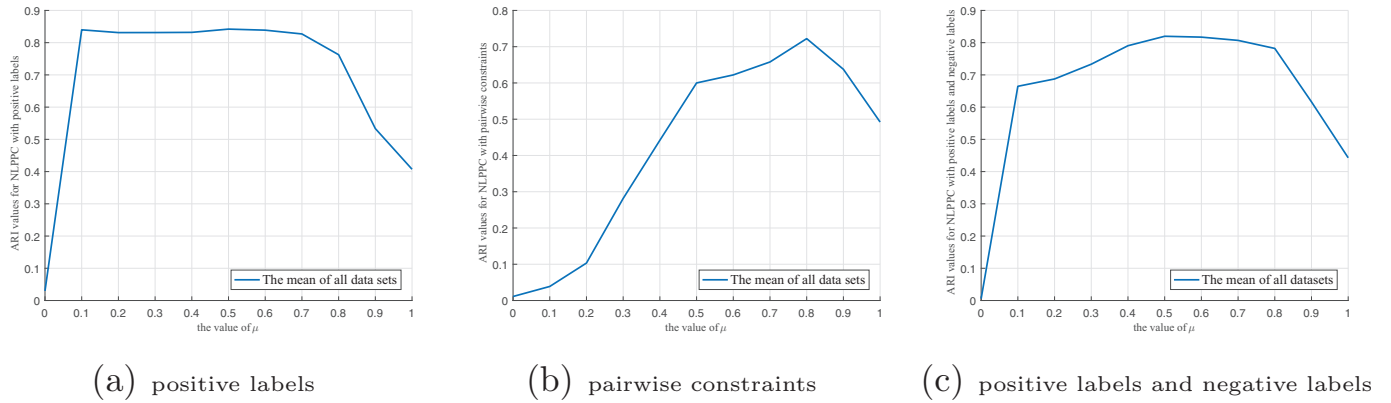 ARI values for NLPPC with positive labels
0.9
0.8
0.7
0.6
0.5
0.4
0.3
0.2
0.1
0
The mean of all data sets
0 0.1 0.2 0.3 0.4 0.5 0.6 0.7 0.8 0.9 1
the value of μ
(a) positive labels
ARI values for NLPPC with pairwise constraints
0.8
0.7
0.6
0.5
0.4
0.3
0.2
0.1
0
The mean of all data sets
0 0.1 0.2 0.3 0.4 0.5 0.6 0.7 0.8 0.9 1
the value of μ
(b) pairwise constraints
ARI values for NLPPC with positive labels and negative labels
0.9
0.8
0.7
0.6
0.5
0.4
0.3
0.2
0.1
0
The mean of all datasets
0 0.1 0.2 0.3 0.4 0.5 0.6 0.7 0.8 0.9 1
the value of μ
(c) positive labels and negative labels